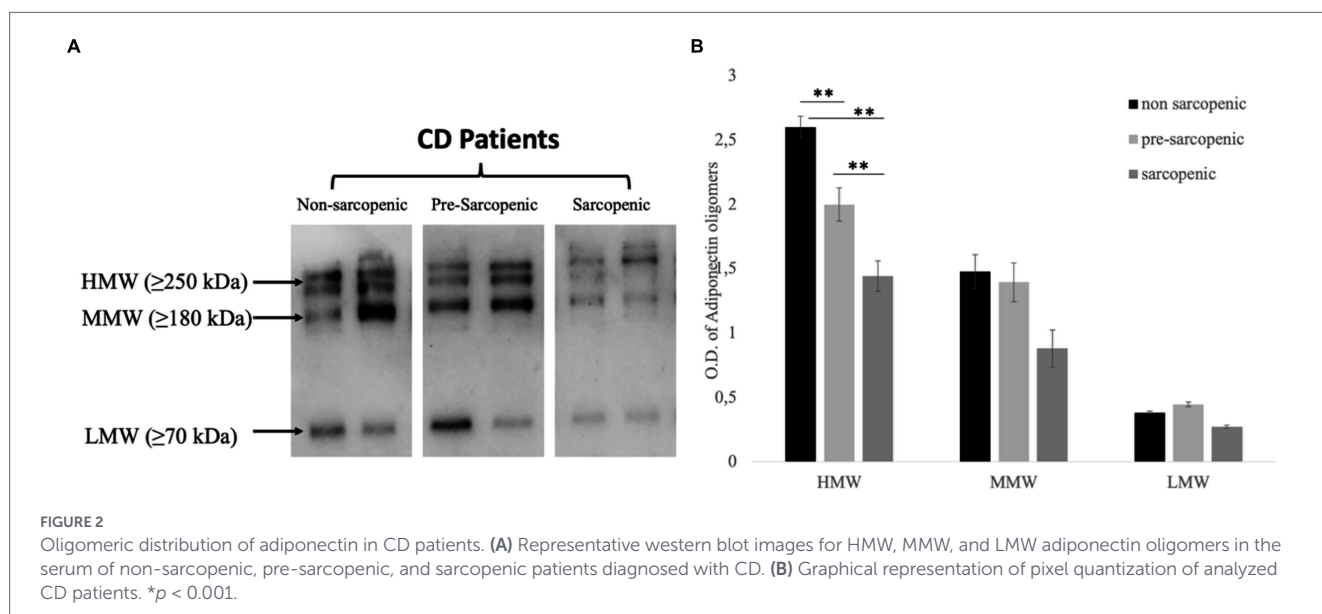 A
CD Patients
Non-sarcopenic Pre-Sarcopenic Sarcopenic
HMW (≥250 kDa)
MMW (≥180 kDa)
LMW (≥70 kDa)
B
O.D. of Adiponectin oligomers
3
2,5
2
1,5
1
0,5
0
**
**
**
non sarcopenic
pre-sarcopenic
sarcopenic
HMW MMW LMW
FIGURE 2
Oligomeric distribution of adiponectin in CD patients. (A) Representative western blot images for HMW, MMW, and LMW adiponectin oligomers in the
serum of non-sarcopenic, pre-sarcopenic, and sarcopenic patients diagnosed with CD. (B) Graphical representation of pixel quantization of analyzed
CD patients. *p < 0.001.